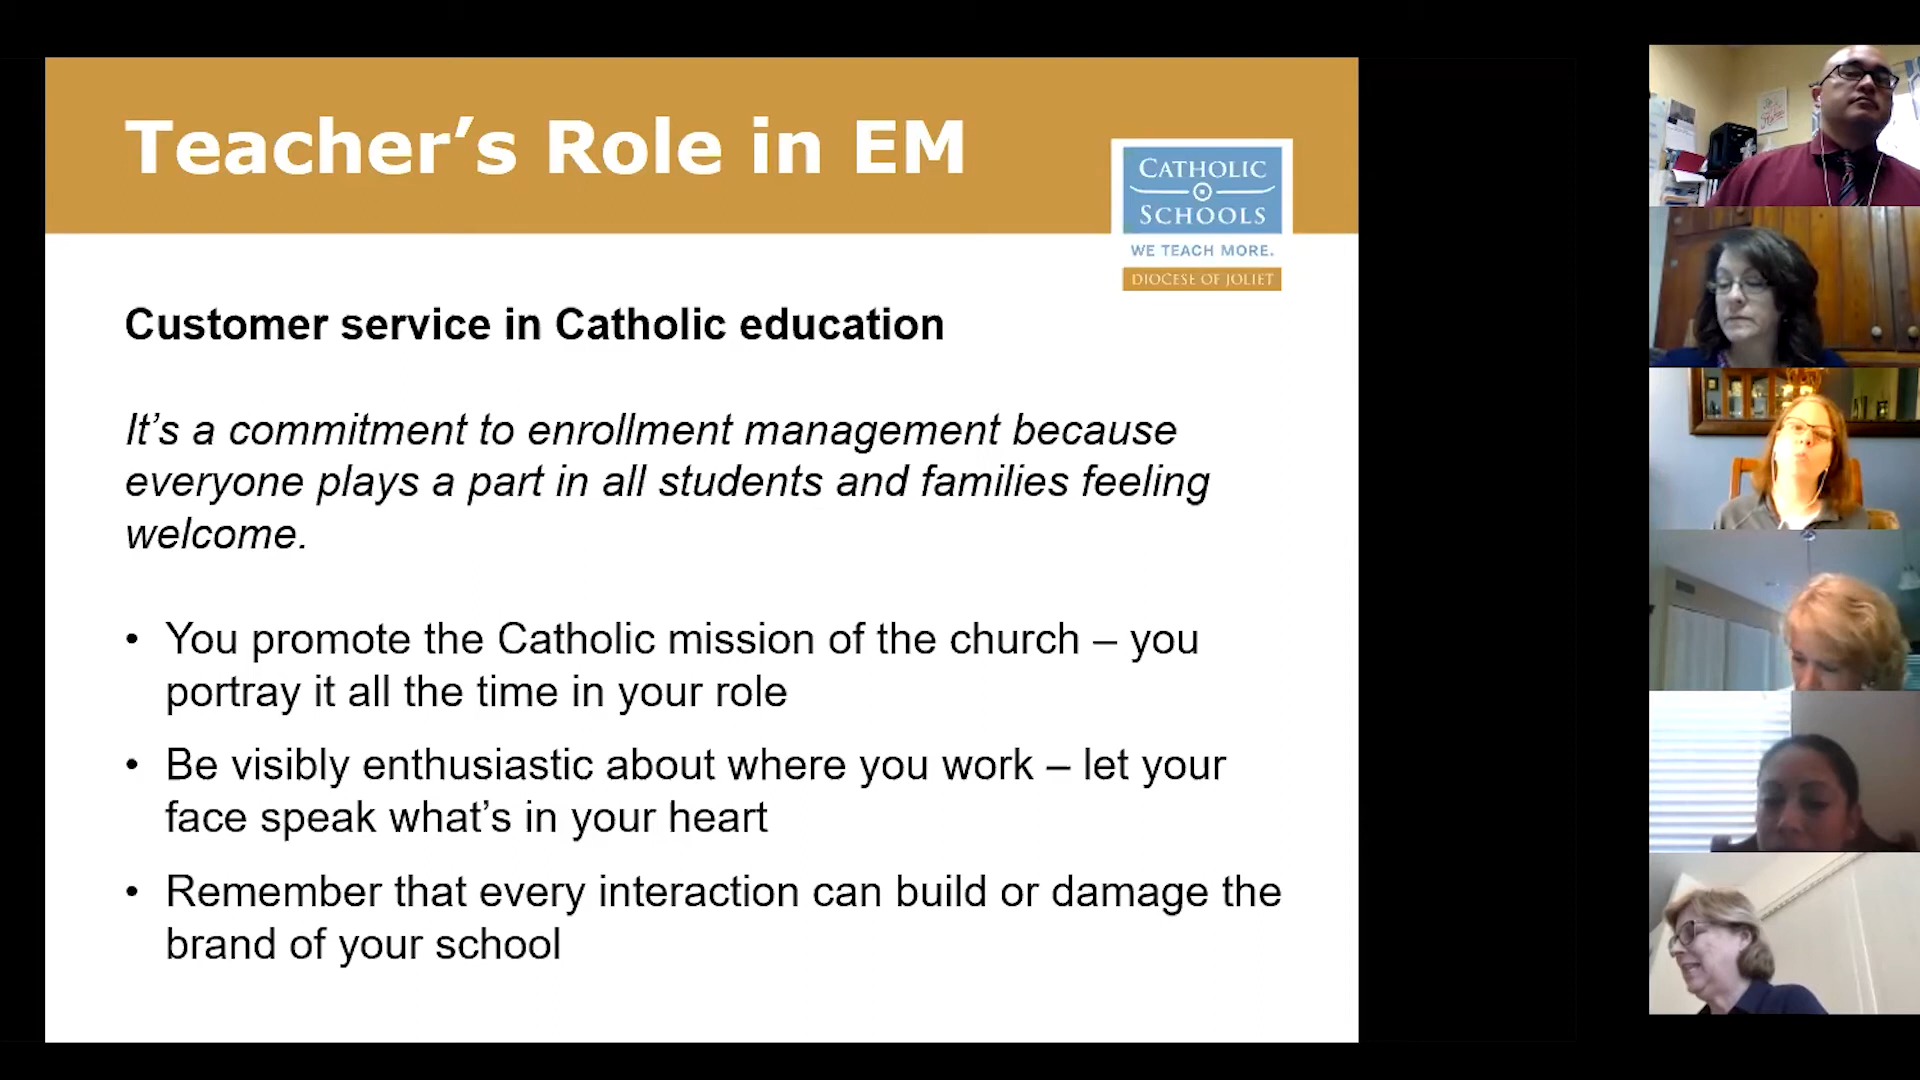 Teacher’s Role in EM
CATHOLIC
SCHOOLS
WE TEACH MORE.
DIOCESE OF JOLIET
Customer service in Catholic education
It’s a commitment to enrollment management because
everyone plays a part in all students and families feeling
welcome.
• You promote the Catholic mission of the church – you
portray it all the time in your role
• Be visibly enthusiastic about where you work – let your
face speak what’s in your heart
• Remember that every interaction can build or damage the
brand of your school